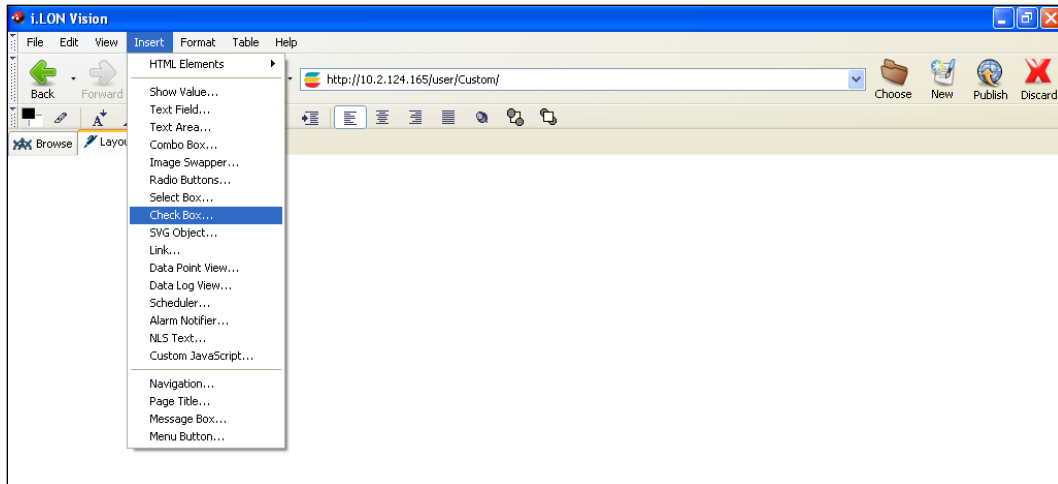 i.LON Vision
File Edit View Insert Format Table Help
HTML Elements
http://10.2.124.165/user/Custom/
Back Forward Choose New Publish Discard
Show Value...
Text Field...
Text Area...
Combo Box...
Browse Layou
Image Swapper...
Radio Buttons...
Select Box...
Check Box...
SVG Object...
Link...
Data Point View...
Data Log View...
Scheduler...
Alarm Notifier...
NLS Text...
Custom JavaScript...
Navigation...
Page Title...
Message Box...
Menu Button...